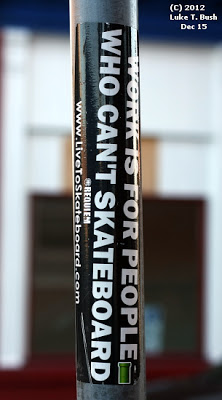 (C) 2012
Luke T. Bush
Dec 15
WORK IS FOR PEOPLE
WHO CAN'T SKATEBOARD
REQUIEM
www.LiveToSkateboard.com